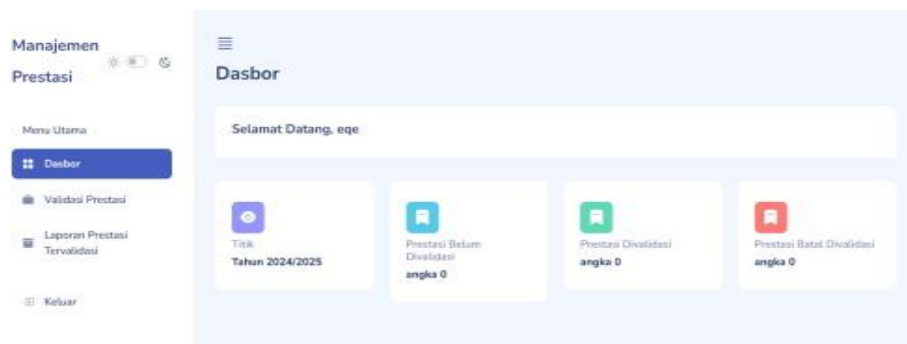 Manajemen
Prestasi
Menu Utama
Dasbor
Validasi Prestasi
Laporan Prestasi
Tervalidasi
Keluar
Dasbor
Selamat Datang, eqe
Titik
Tahun 2024/2025
Prestasi Belum
Divalidasi
angka 0
Prestasi Divalidasi
angka 0
Prestasi Batal Divalidasi
angka 0